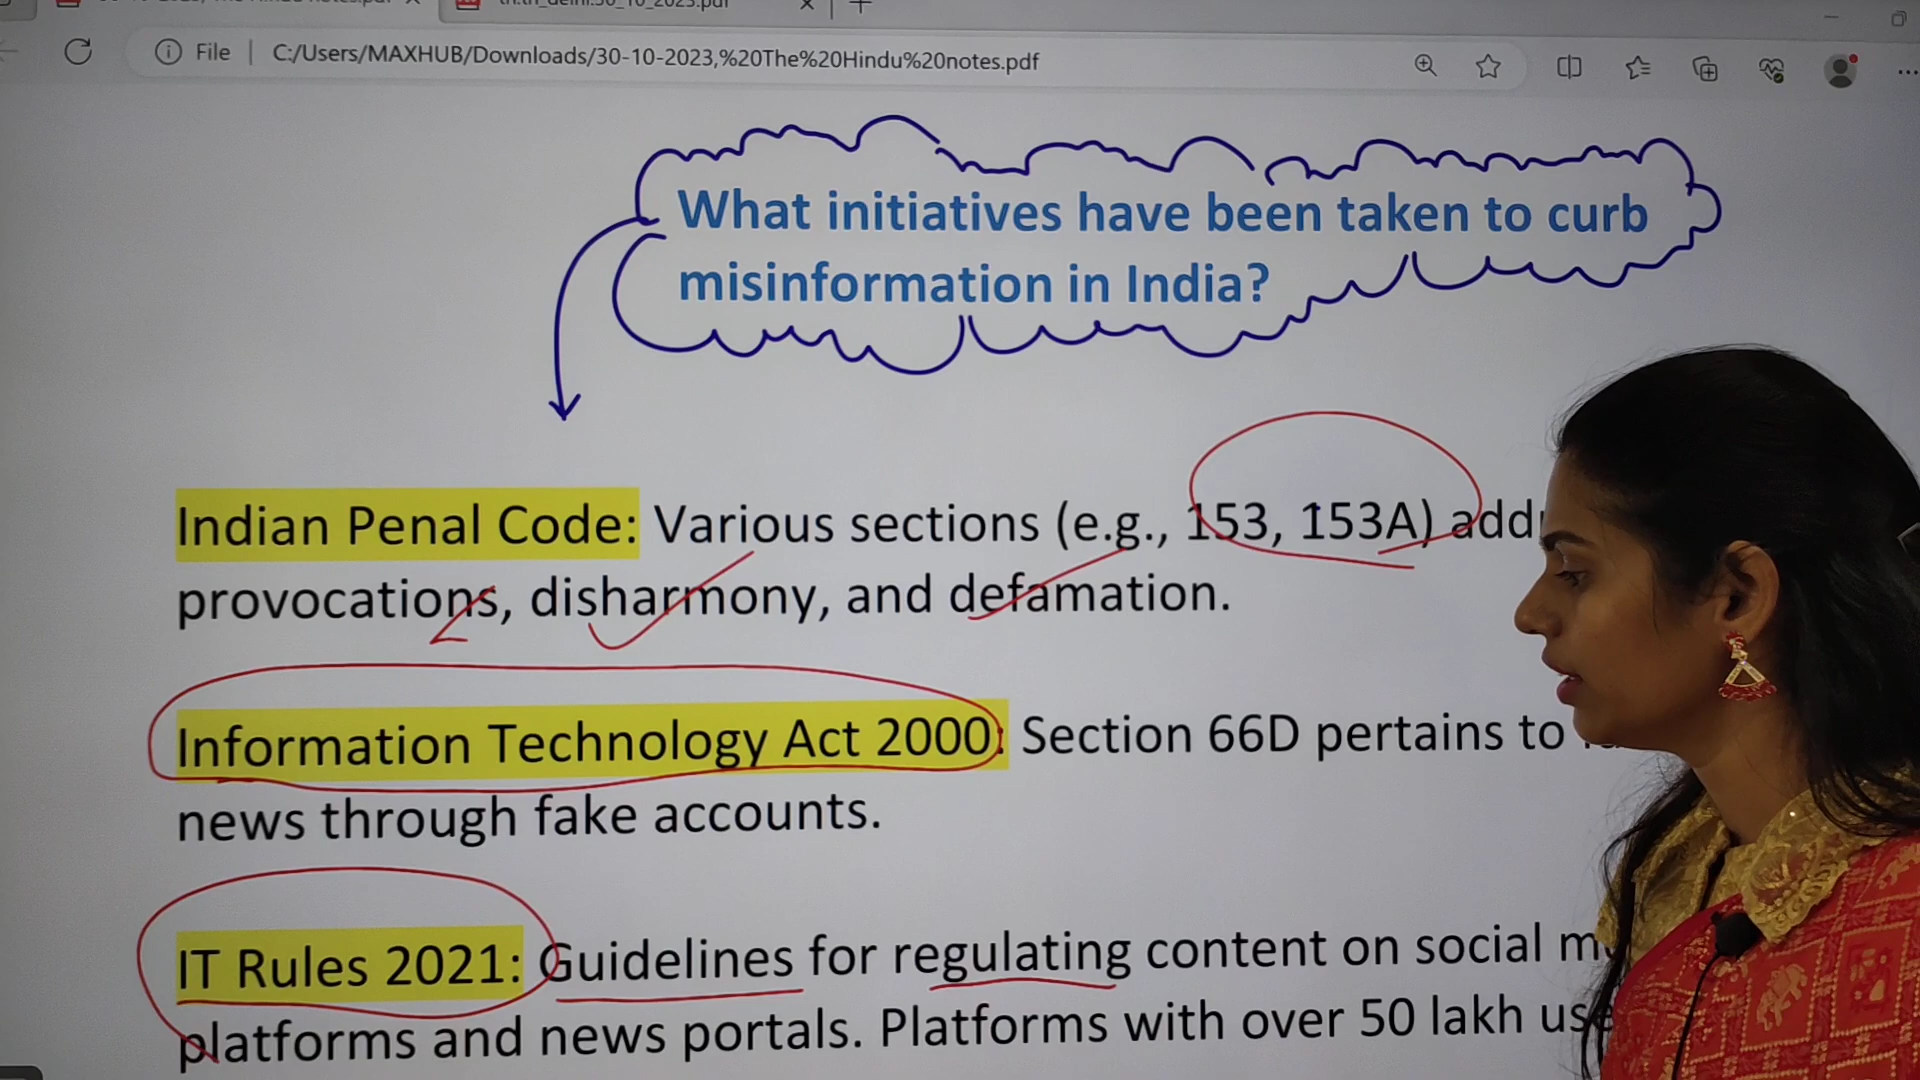 File
C:/Users/MAXHUB/Downloads/30-10-2023,%20The%20Hindu%20notes.pdf
What initiatives have been taken to curb
misinformation in India?
Indian Penal Code: Various sections (e.g., 153, 153A)
provocations, disharmony, and defamation.
Information Technology Act 2000: Section 66D pertains to
news through fake accounts.
IT Rules 2021: Guidelines for regulating content on social
platforms and news portals. Platforms with over 50 lakh